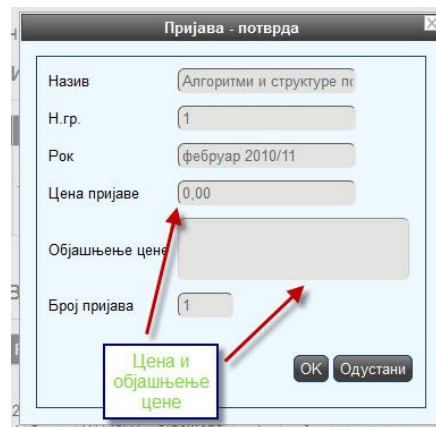 Пријава - потврда
Назив
Алгоритми и структуре по
Н.гр.
1
Рок
фебруар 2010/11
Цена пријаве
0,00
Објашњење цене
Број пријава
1
Цена и
објашњење
цене
OK Одустани